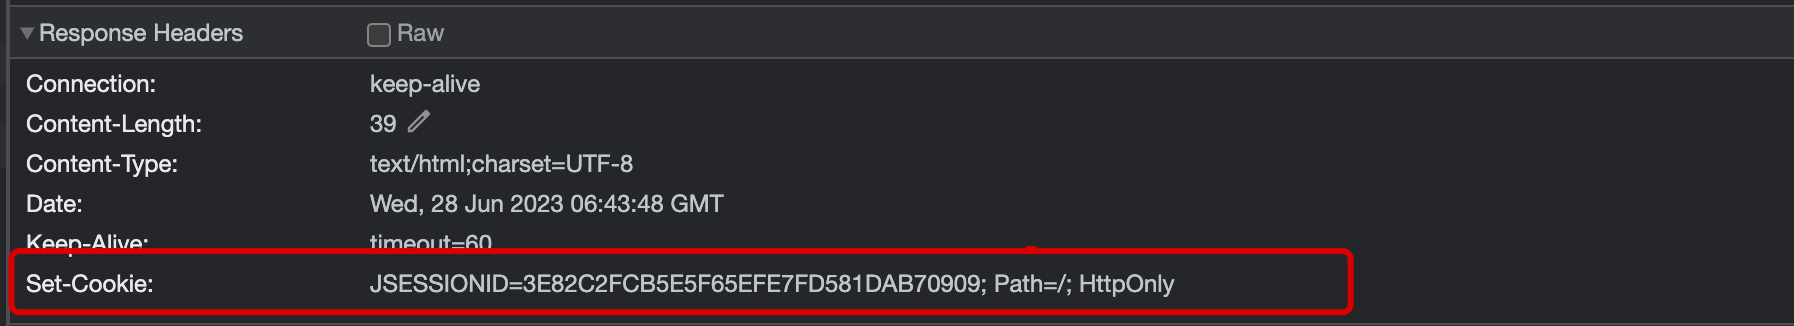 Response Headers Raw
Connection: keep-alive
Content-Length: 39
Content-Type: text/html;charset=UTF-8
Date: Wed, 28 Jun 2023 06:43:48 GMT
Keep-Alive: timeout=60
Set-Cookie: JSESSIONID=3E82C2FCB5E5F65EFE7FD581DAB70909; Path=/; HttpOnly